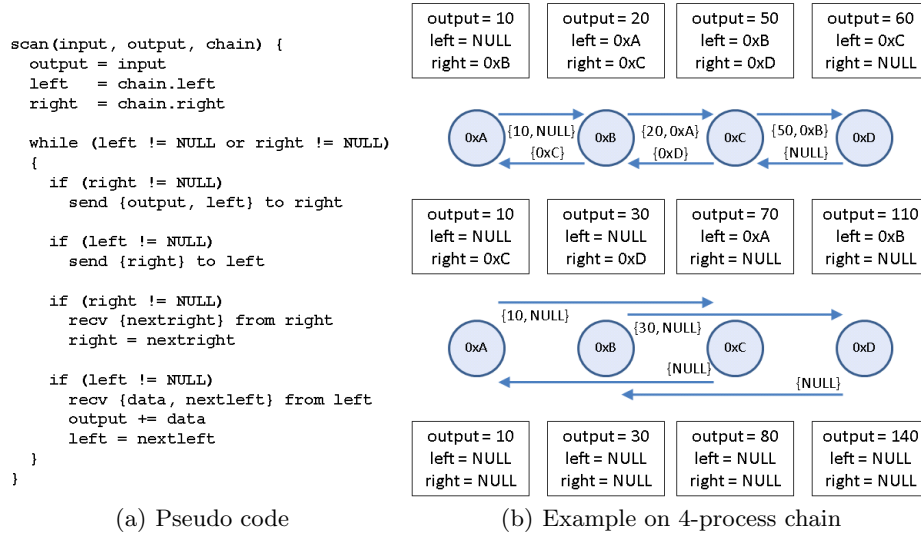 scan(input, output, chain) {
output = input
left = chain.left
right = chain.right
while (left != NULL or right != NULL)
{
if (right != NULL)
send {output, left} to right
if (left != NULL)
send {right} to left
if (right != NULL)
recv {nextright} from right
right = nextright
if (left != NULL)
recv {data, nextleft} from left
output += data
left = nextleft
}
}
(a) Pseudo code
output = 10
left = NULL
right = 0xB
output = 20
left = 0xA
right = 0xC
output = 50
left = 0xB
right = 0xD
output = 60
left = 0xC
right = NULL
0xA
{10, NULL}
{0xC}
0xB
{20, 0xA}
{0xD}
0xC
{50, 0xB}
{NULL}
0xD
output = 10
left = NULL
right = 0xC
output = 30
left = NULL
right = 0xD
output = 70
left = 0xA
right = NULL
output = 110
left = 0xB
right = NULL
{10, NULL}
{30, NULL}
0xA
0xB
0xC
0xD
{NULL}
{NULL}
output = 10
left = NULL
right = NULL
output = 30
left = NULL
right = NULL
output = 80
left = NULL
right = NULL
output = 140
left = NULL
right = NULL
(b) Example on 4-process chain